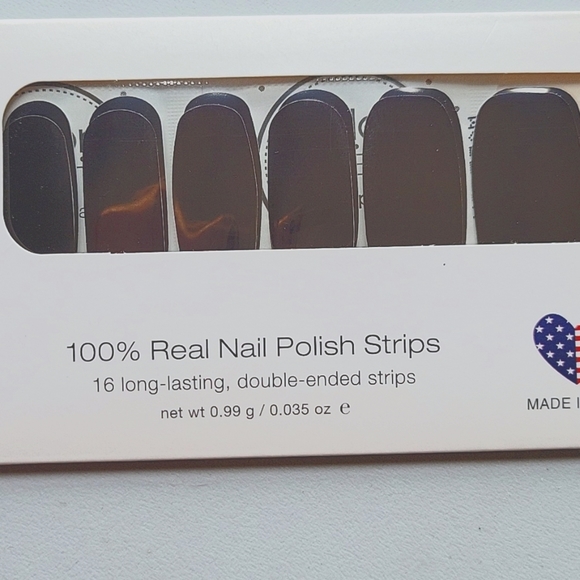 100% Real Nail Polish Strips
16 long-lasting, double-ended strips
net wt 0.99 g / 0.035 oz ℮
MADE